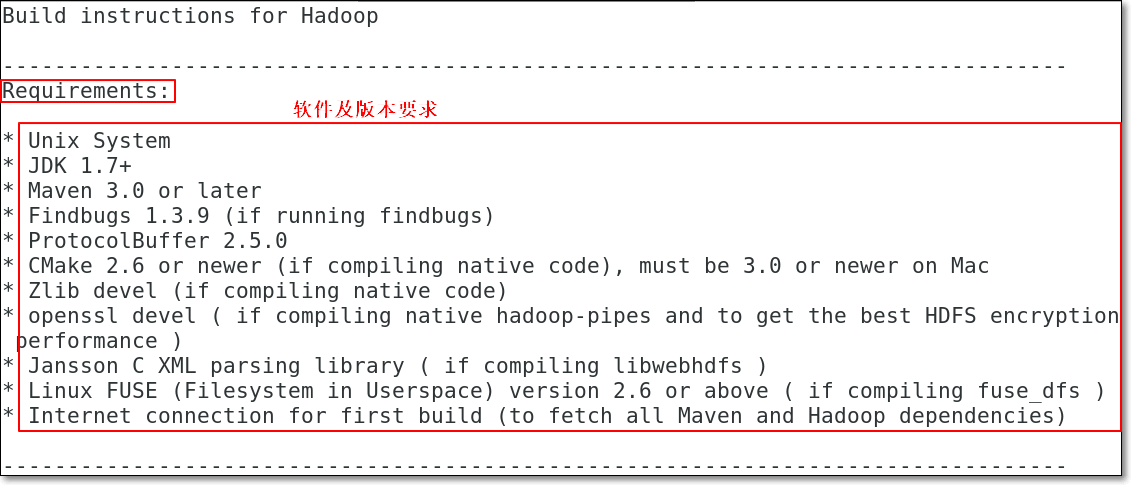 Build instructions for Hadoop
----------------------------------------------------------------------------------
Requirements:
软件及版本要求
* Unix System
* JDK 1.7+
* Maven 3.0 or later
* Findbugs 1.3.9 (if running findbugs)
* ProtocolBuffer 2.5.0
* CMake 2.6 or newer (if compiling native code), must be 3.0 or newer on Mac
* Zlib devel (if compiling native code)
* openssl devel ( if compiling native hadoop-pipes and to get the best HDFS encryption
performance )
* Jansson C XML parsing library ( if compiling libwebhdfs )
* Linux FUSE (Filesystem in Userspace) version 2.6 or above ( if compiling fuse_dfs )
* Internet connection for first build (to fetch all Maven and Hadoop dependencies)
----------------------------------------------------------------------------------